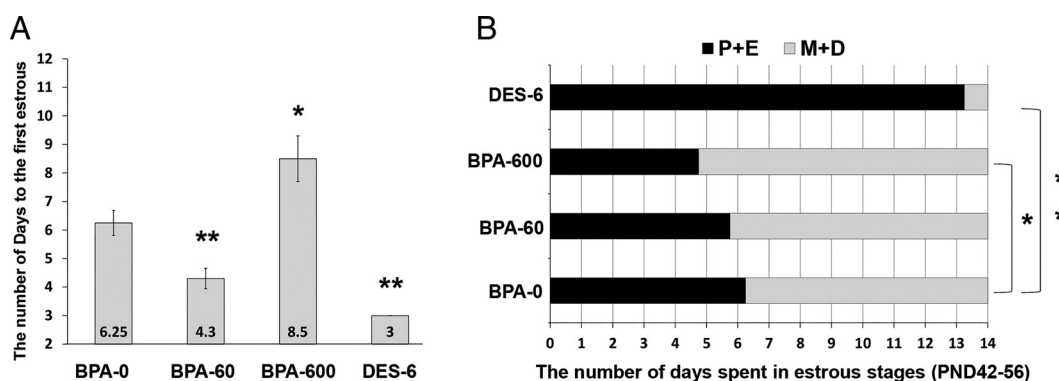 A
The number of Days to the first estrous
12
11
10
9
8
7
6
5
4
3
2
*
**
**
6.25
4.3
8.5
3
BPA-0
BPA-60
BPA-600
DES-6
B
P+E
M+D
DES-6
BPA-600
BPA-60
BPA-0
*
**
0 1 2 3 4 5 6 7 8 9 10 11 12 13 14
The number of days spent in estrous stages (PND42-56)